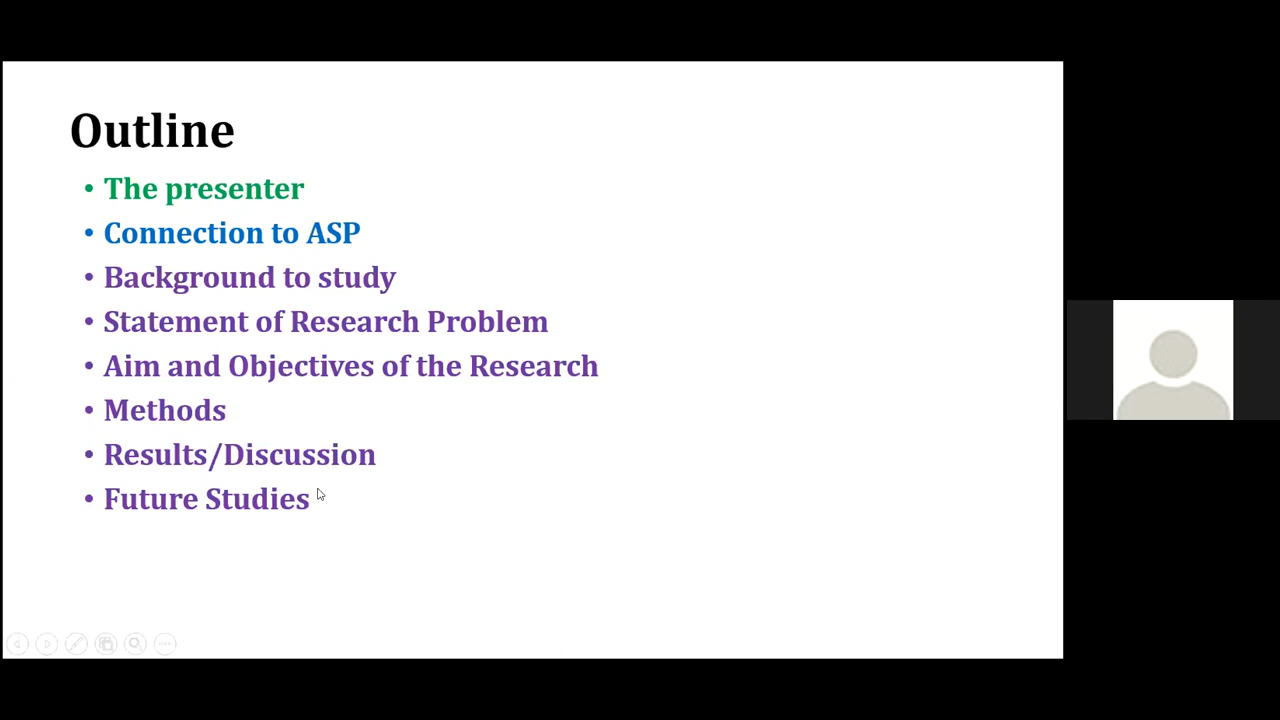 Outline
• The presenter
• Connection to ASP
• Background to study
• Statement of Research Problem
• Aim and Objectives of the Research
• Methods
• Results/Discussion
• Future Studies